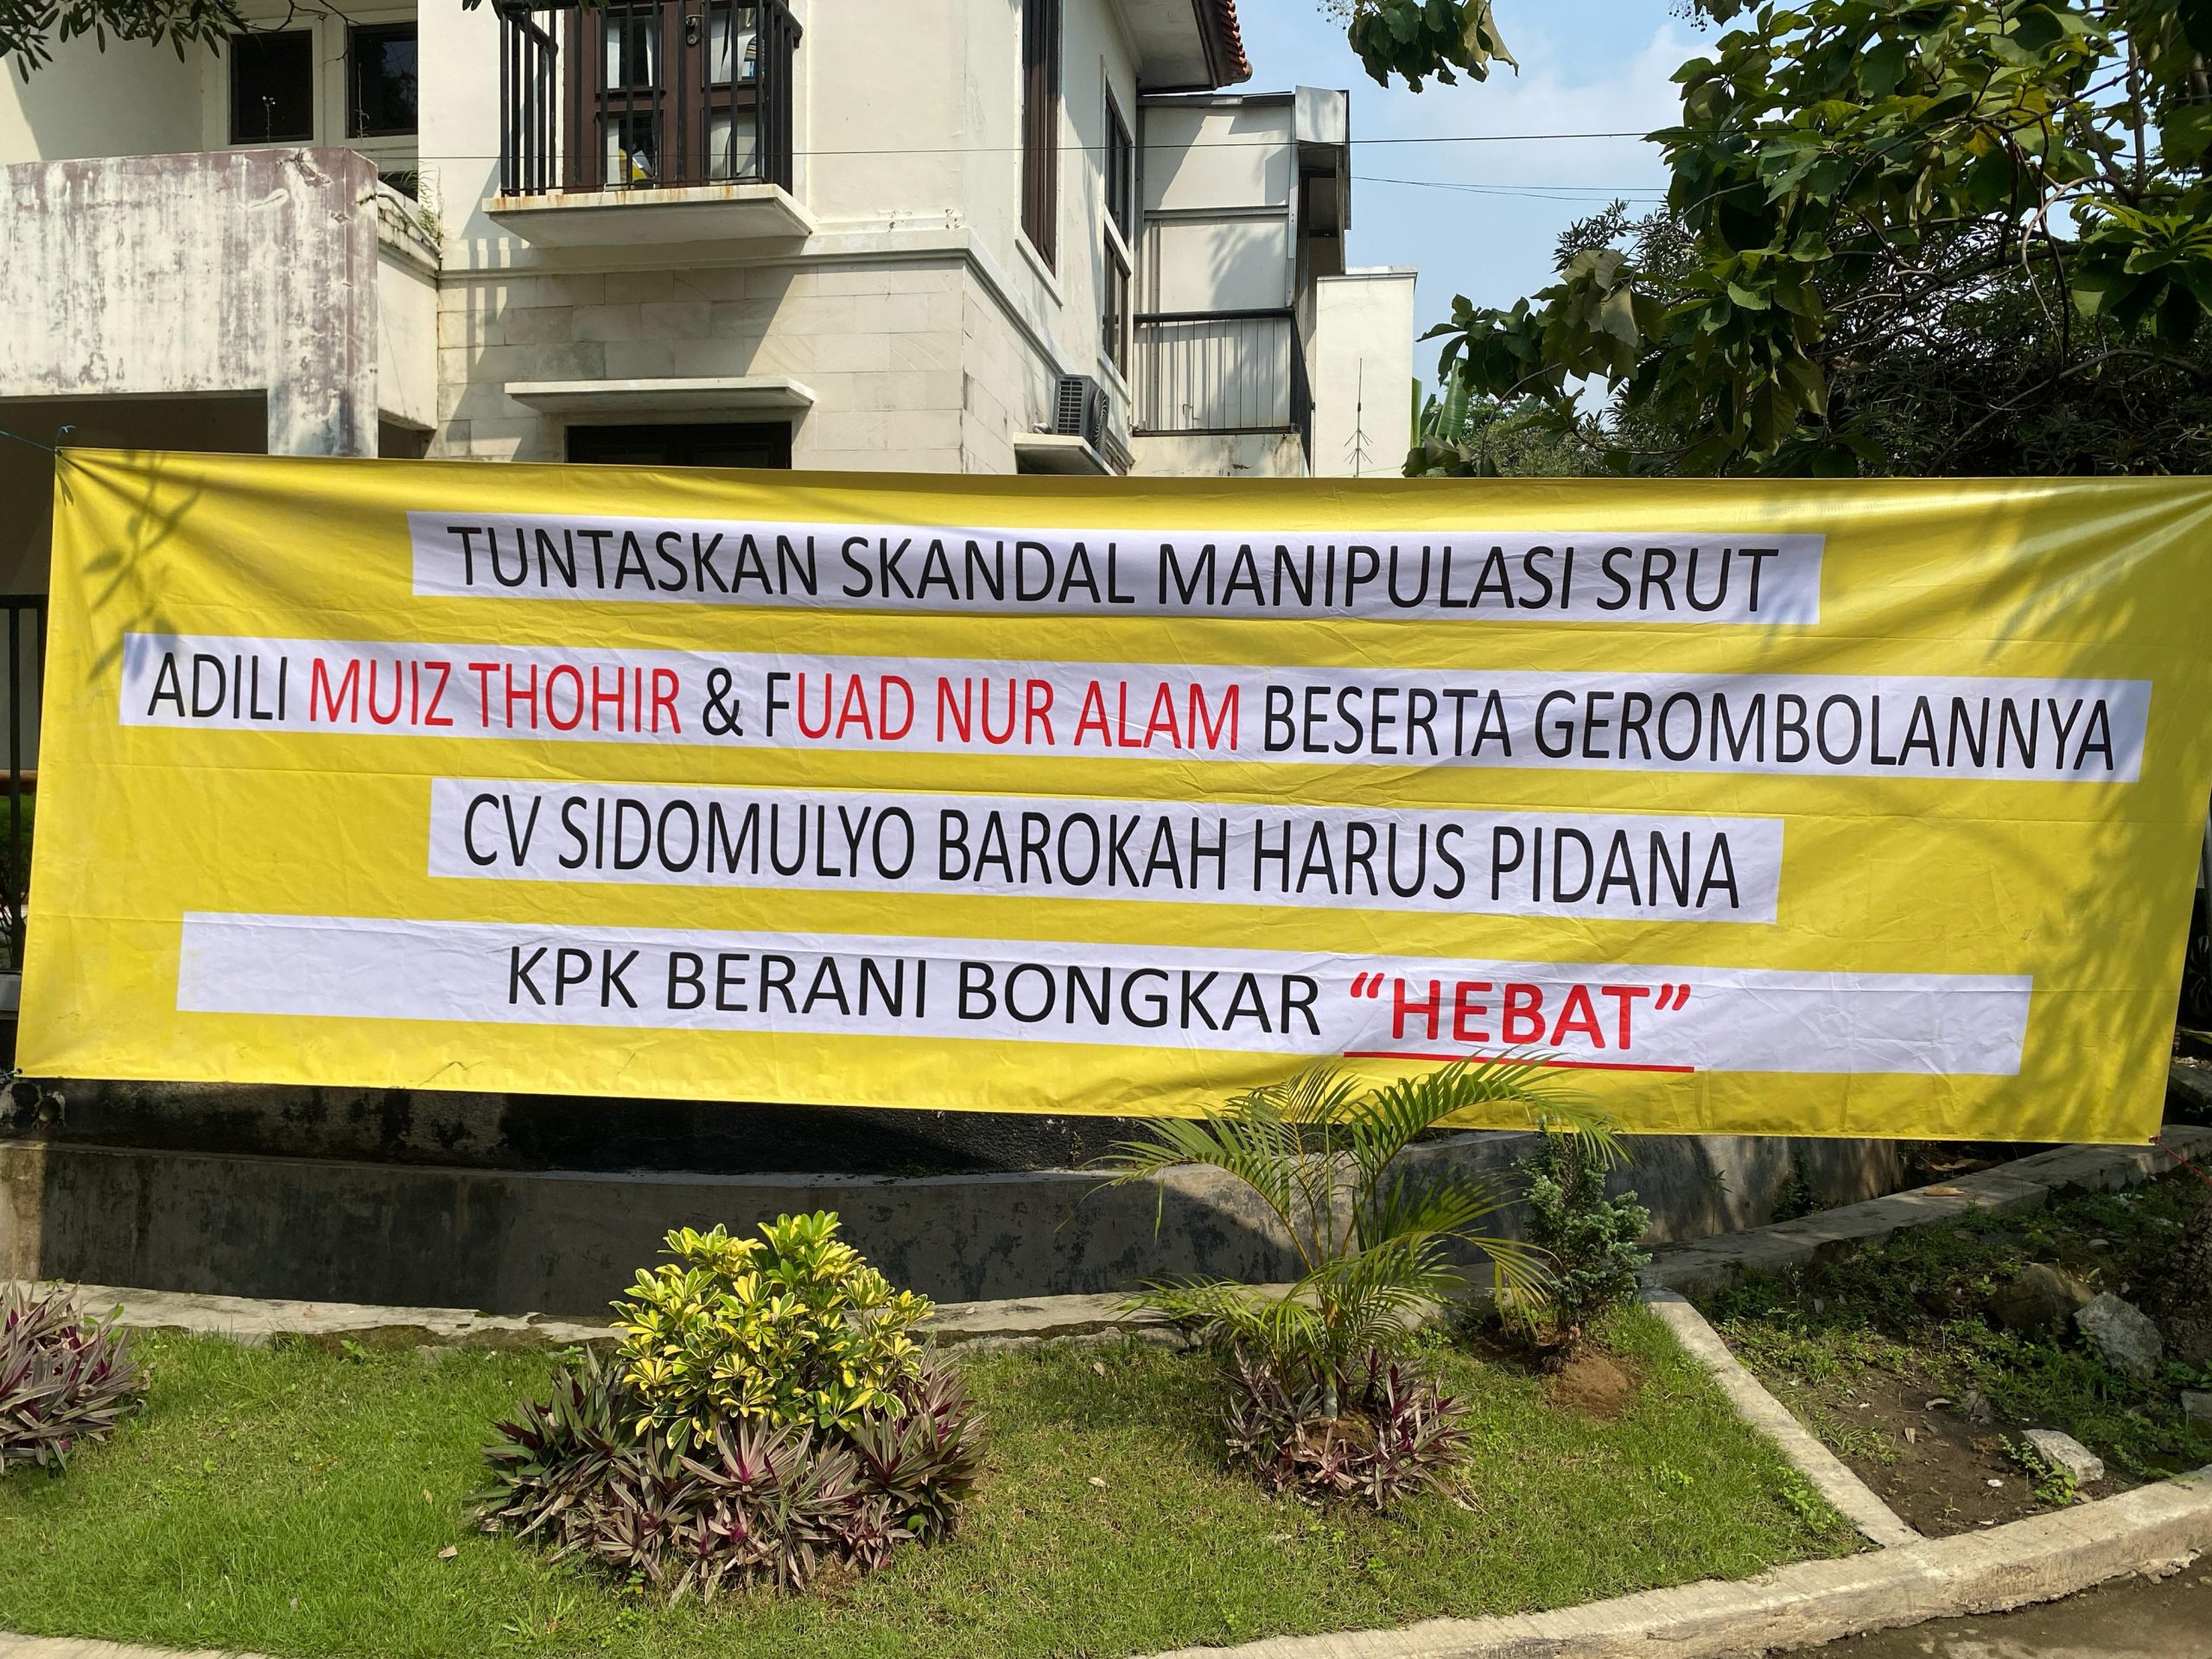 TUNTASKAN SKANDAL MANIPULASI SRUT
ADILI MUIZ THOHIR & FUAD NUR ALAM BESERTA GEROMBOLANNYA
CV SIDOMULYO BAROKAH HARUS PIDANA
KPK BERANI BONGKAR “HEBAT”